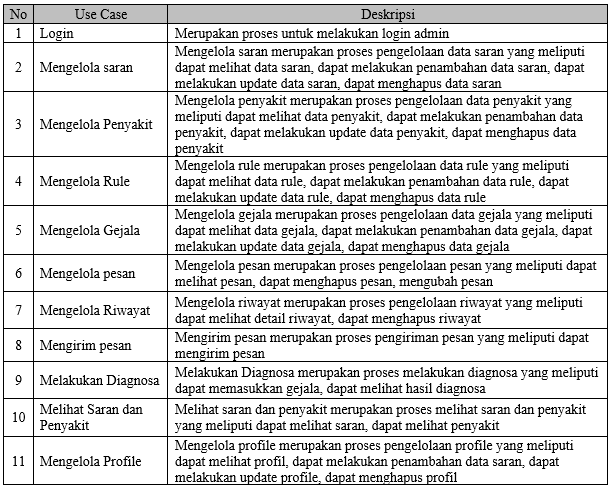 No Use Case Deskripsi
1 Login Merupakan proses untuk melakukan login admin
2 Mengelola saran Mengelola saran merupakan proses pengelolaan data saran yang meliputi
dapat melihat data saran, dapat melakukan penambahan data saran, dapat
melakukan update data saran, dapat menghapus data saran
3 Mengelola Penyakit Mengelola penyakit merupakan proses pengelolaan data penyakit yang
meliputi dapat melihat data penyakit, dapat melakukan penambahan data
penyakit, dapat melakukan update data penyakit, dapat menghapus data
penyakit
4 Mengelola Rule Mengelola rule merupakan proses pengelolaan data rule yang meliputi
dapat melihat data rule, dapat melakukan penambahan data rule, dapat
melakukan update data rule, dapat menghapus data rule
5 Mengelola Gejala Mengelola gejala merupakan proses pengelolaan data gejala yang meliputi
dapat melihat data gejala, dapat melakukan penambahan data gejala, dapat
melakukan update data gejala, dapat menghapus data gejala
6 Mengelola pesan Mengelola pesan merupakan proses pengelolaan pesan yang meliputi dapat
melihat pesan, dapat menghapus pesan, mengubah pesan
7 Mengelola Riwayat Mengelola riwayat merupakan proses pengelolaan riwayat yang meliputi
dapat melihat detail riwayat, dapat menghapus riwayat
8 Mengirim pesan Mengirim pesan merupakan proses pengiriman pesan yang meliputi dapat
mengirim pesan
9 Melakukan Diagnosa Melakukan Diagnosa merupakan proses melakukan diagnosa yang meliputi
dapat memasukkan gejala, dapat melihat hasil diagnosa
10 Melihat Saran dan Melihat saran dan penyakit merupakan proses melihat saran dan penyakit
Penyakit yang meliputi dapat melihat saran, dapat melihat penyakit
11 Mengelola Profile Mengelola profile merupakan proses pengelolaan profile yang meliputi
dapat melihat profil, dapat melakukan penambahan data saran, dapat
melakukan update profile, dapat menghapus profil